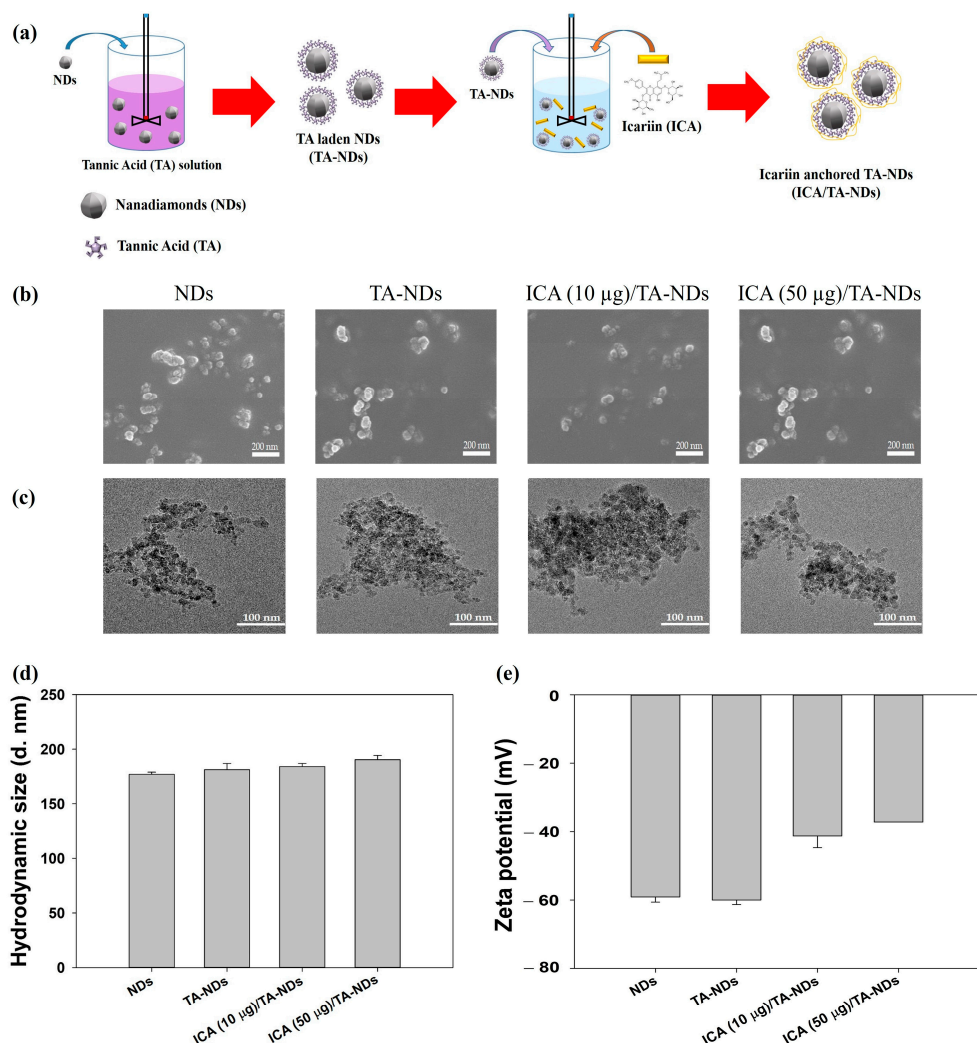 (a)
NDs
Tannic Acid (TA) solution
TA laden NDs
(TA-NDs)
TA-NDs
Icariin (ICA)
Icariin anchored TA-NDs
(ICA/TA-NDs)
Nanadiamonds (NDs)
Tannic Acid (TA)
(b)
NDs
TA-NDs
ICA (10 µg)/TA-NDs
ICA (50 µg)/TA-NDs
200 nm
200 nm
200 nm
200 nm
(c)
100 nm
100 nm
100 nm
100 nm
(d)
Hydrodynamic size (d. nm)
250
200
150
100
50
0
NDs
TA-NDs
ICA (10 µg)/TA-NDs
ICA (50 µg)/TA-NDs
(e)
Zeta potential (mV)
0
– 20
– 40
– 60
– 80
NDs
TA-NDs
ICA (10 µg)/TA-NDs
ICA (50 µg)/TA-NDs